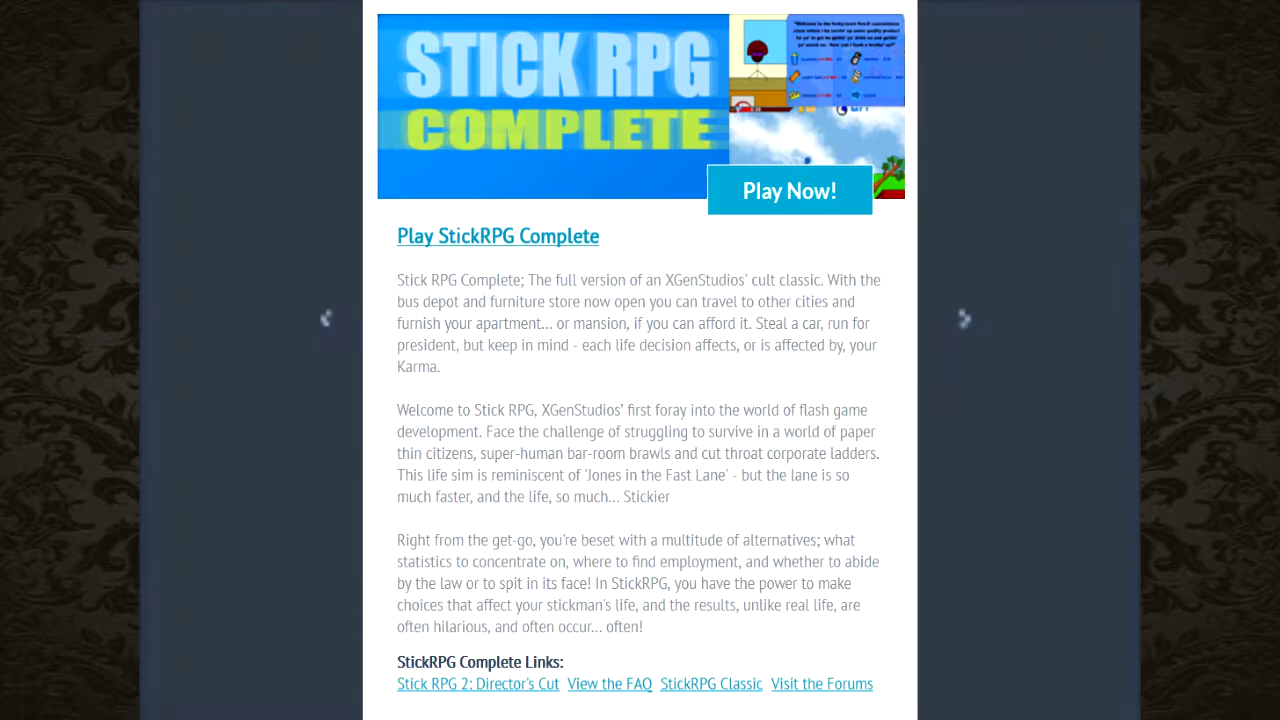 STICK RPG
COMPLETE
Play Now!
Play StickRPG Complete
Stick RPG Complete; The full version of an XGenStudios' cult classic. With the
bus depot and furniture store now open you can travel to other cities and
furnish your apartment... or mansion, if you can afford it. Steal a car, run for
president, but keep in mind - each life decision affects, or is affected by, your
Karma.
Welcome to Stick RPG, XGenStudios' first foray into the world of flash game
development. Face the challenge of struggling to survive in a world of paper
thin citizens, super-human bar-room brawls and cut throat corporate ladders.
This life sim is reminiscent of 'Jones in the Fast Lane' - but the lane is so
much faster, and the life, so much... Stickier
Right from the get-go, you're beset with a multitude of alternatives; what
statistics to concentrate on, where to find employment, and whether to abide
by the law or to spit in its face! In StickRPG, you have the power to make
choices that affect your stickman's life, and the results, unlike real life, are
often hilarious, and often occur... often!
StickRPG Complete Links:
Stick RPG 2: Director's Cut View the FAQ StickRPG Classic Visit the Forums